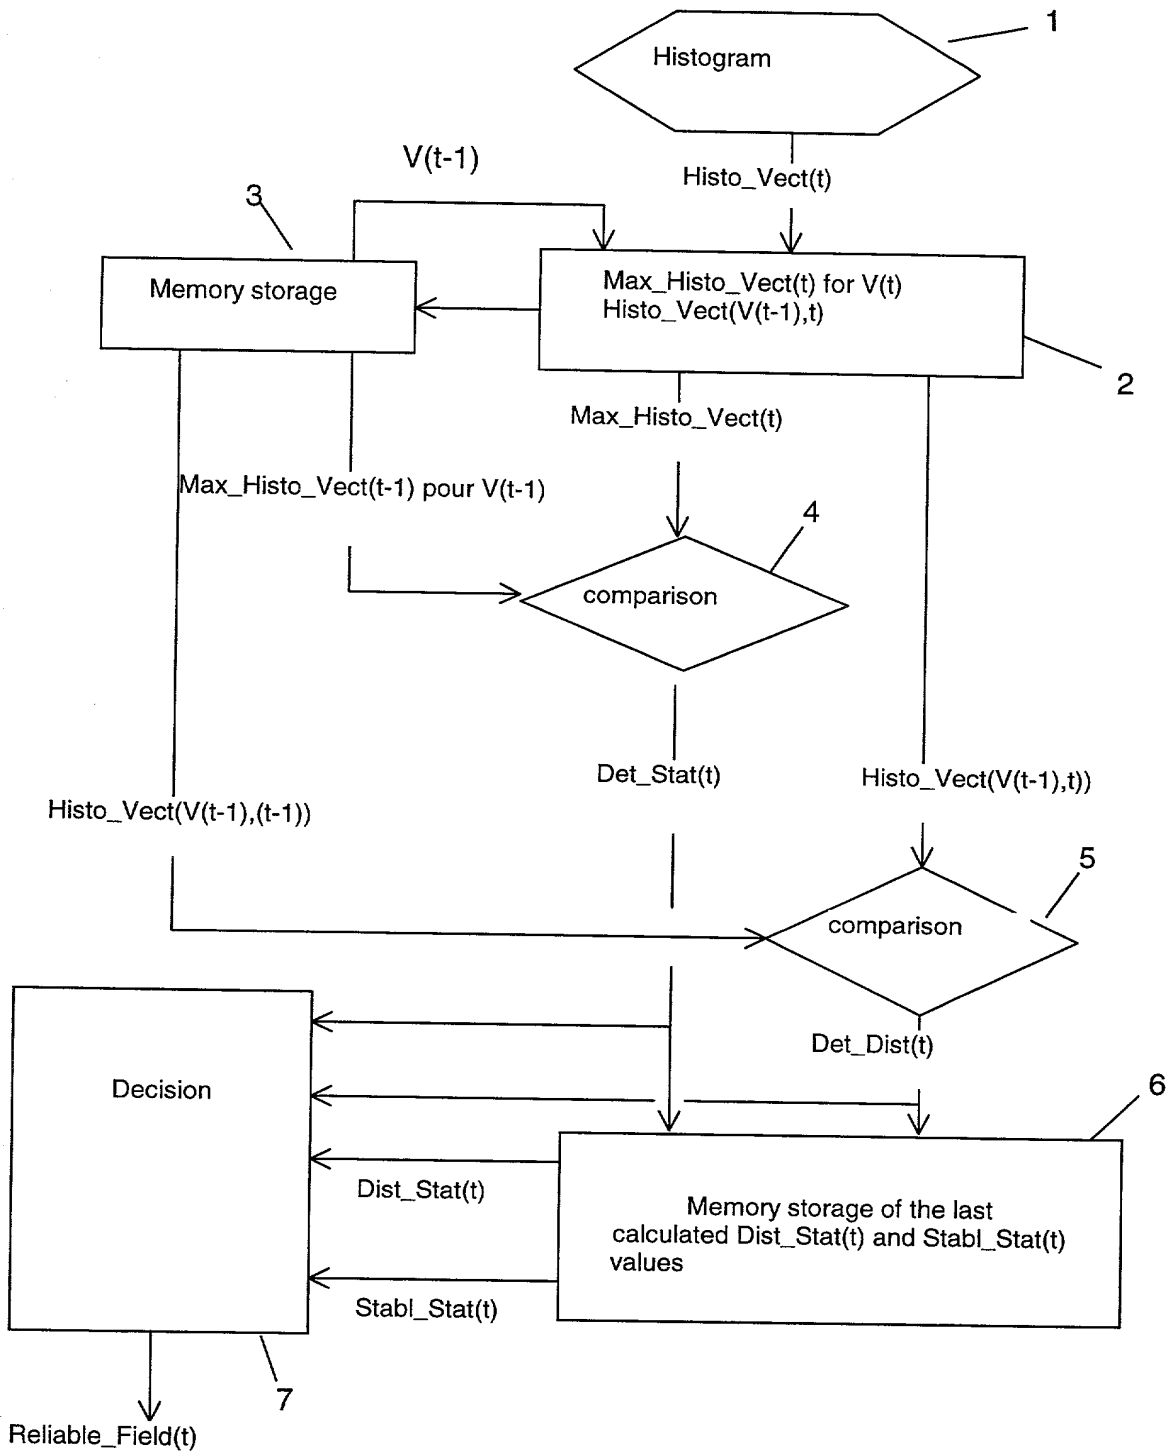 1
Histogram
Histo_Vect(t)
V(t-1)
3
Memory storage
Max_Histo_Vect(t) for V(t)
Histo_Vect(V(t-1),t)
2
Max_Histo_Vect(t)
Max_Histo_Vect(t-1) pour V(t-1)
4
comparison
Det_Stat(t)
Histo_Vect(V(t-1),t))
Histo_Vect(V(t-1),(t-1))
5
comparison
Det_Dist(t)
Decision
6
Dist_Stat(t)
Memory storage of the last
calculated Dist_Stat(t) and Stabl_Stat(t)
values
Stabl_Stat(t)
7
Reliable_Field(t)